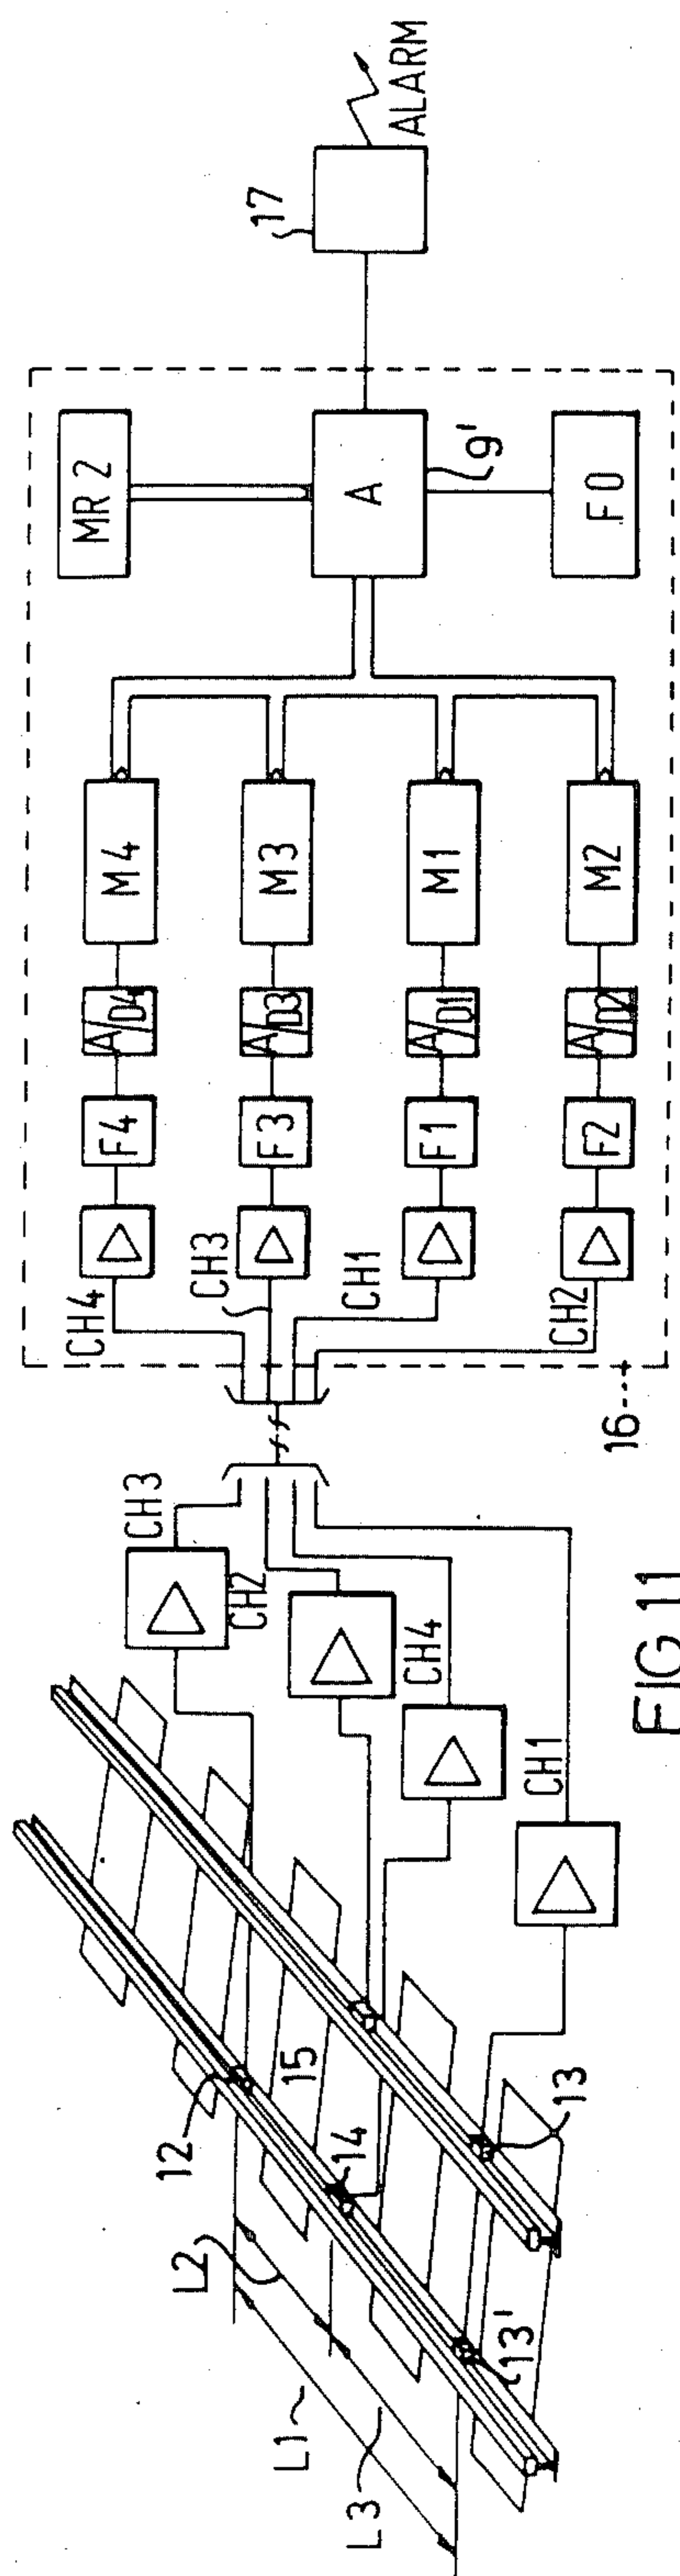 FIG. 11
L1
L2
L3
12
15
14
13'
13
CH3
CH2
CH4
CH1
16
CH4
F4
A/D4
M4
CH3
F3
A/D3
M3
CH1
F1
A/D1
M1
CH2
F2
A/D2
M2
MR 2
A
9'
F0
17
ALARM